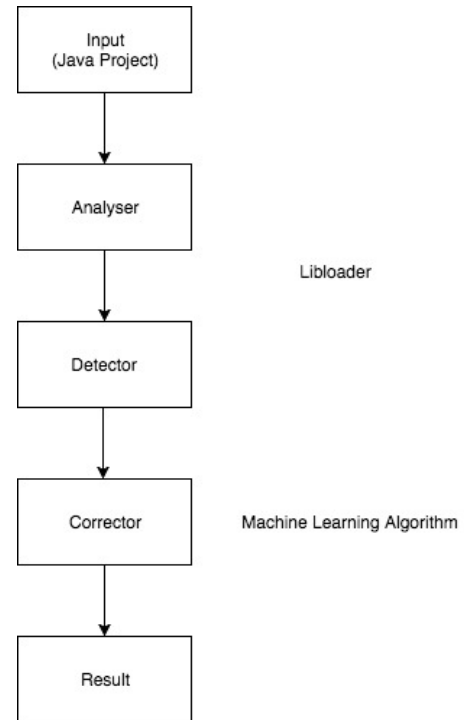 Input
(Java Project)
Analyser
Libloader
Detector
Corrector
Machine Learning Algorithm
Result